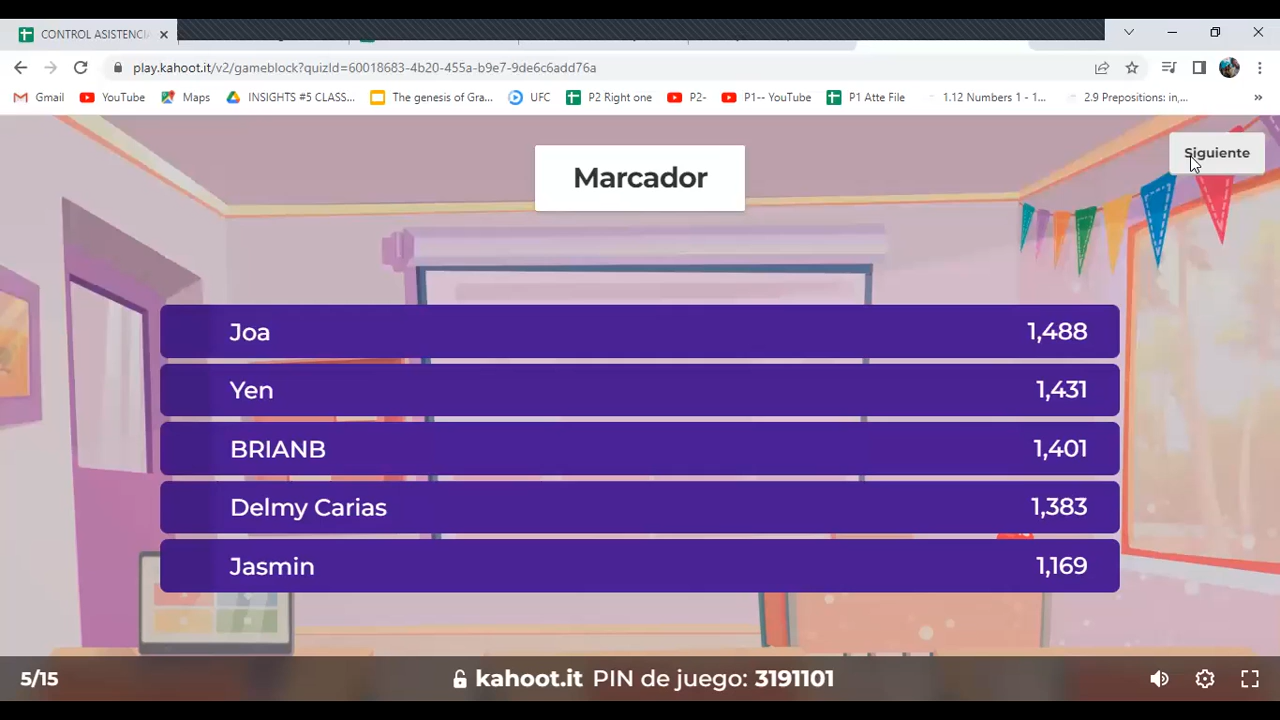 CONTROL ASISTENCIA
play.kahoot.it/v2/gameblock?quizId=60018683-4b20-455a-b9e7-9de6c6add76a
Gmail YouTube Maps INSIGHTS #5 CLASS... The genesis of Gra... UFC P2 Right one P2- P1-- YouTube P1 Atte File 1.12 Numbers 1 - 1... 2.9 Prepositions: in,...
Siguiente
Marcador
Joa 1,488
Yen 1,431
BRIANB 1,401
Delmy Carias 1,383
Jasmin 1,169
5/15 kahoot.it PIN de juego: 3191101